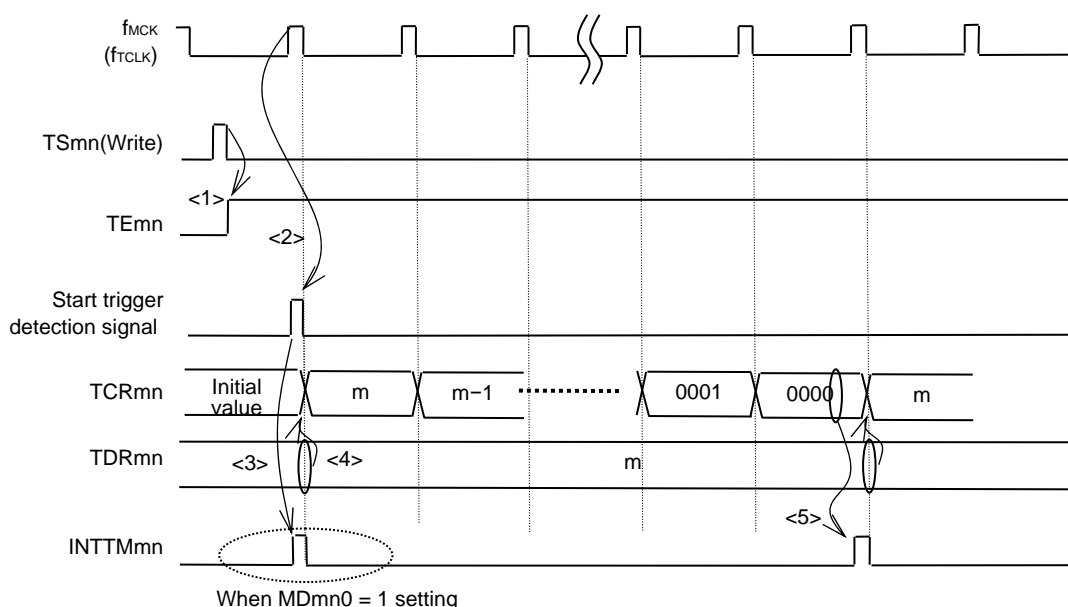 fMCK
(fTCLK)
TSmn(Write)
<1>
TEmn
<2>
Start trigger
detection signal
TCRmn
Initial
value
m
m−1
0001
0000
m
TDRmn
<3>
<4>
m
<5>
INTTMmn
When MDmn0 = 1 setting